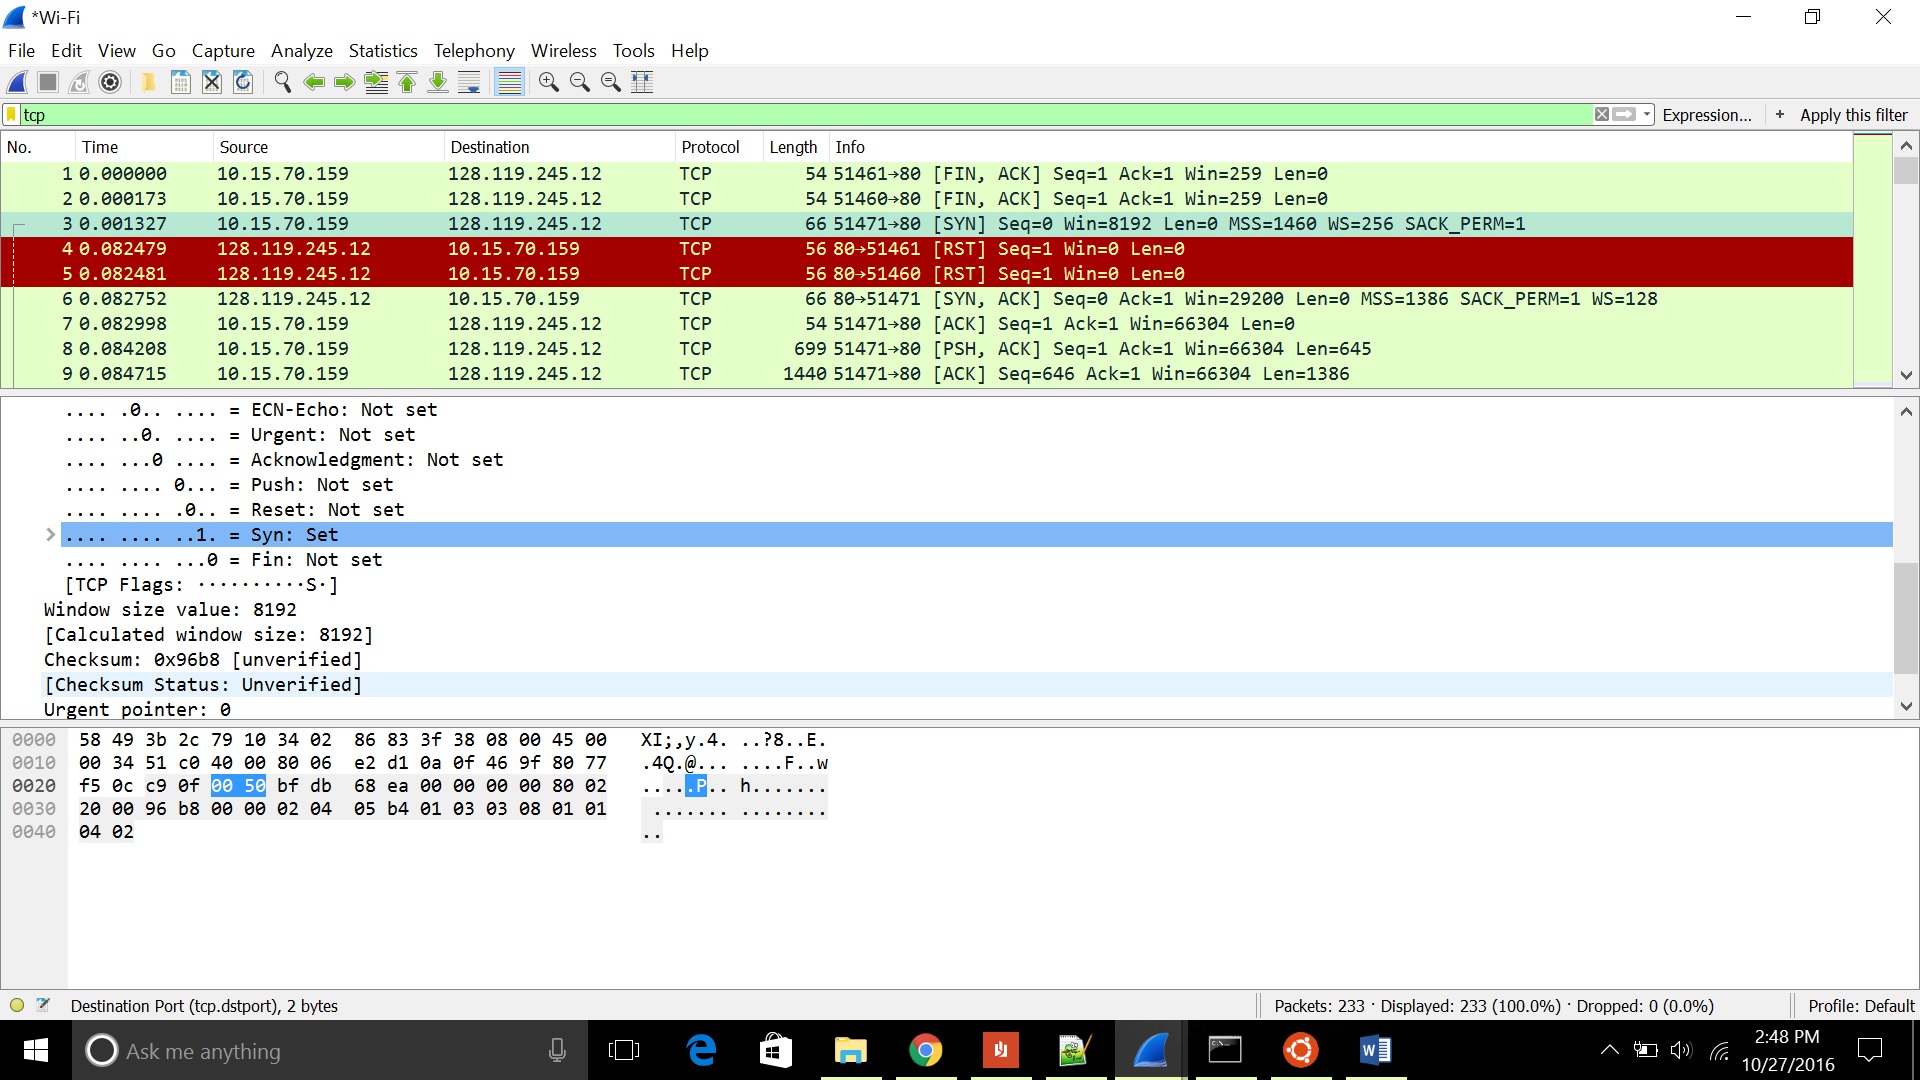 *Wi-Fi
File Edit View Go Capture Analyze Statistics Telephony Wireless Tools Help
tcp Expression... + Apply this filter
No. Time Source Destination Protocol Length Info
1 0.000000 10.15.70.159 128.119.245.12 TCP 54 51461→80 [FIN, ACK] Seq=1 Ack=1 Win=259 Len=0
2 0.000173 10.15.70.159 128.119.245.12 TCP 54 51460→80 [FIN, ACK] Seq=1 Ack=1 Win=259 Len=0
3 0.001327 10.15.70.159 128.119.245.12 TCP 66 51471→80 [SYN] Seq=0 Win=8192 Len=0 MSS=1460 WS=256 SACK_PERM=1
4 0.082479 128.119.245.12 10.15.70.159 TCP 56 80→51461 [RST] Seq=1 Win=0 Len=0
5 0.082481 128.119.245.12 10.15.70.159 TCP 56 80→51460 [RST] Seq=1 Win=0 Len=0
6 0.082752 128.119.245.12 10.15.70.159 TCP 66 80→51471 [SYN, ACK] Seq=0 Ack=1 Win=29200 Len=0 MSS=1386 SACK_PERM=1 WS=128
7 0.082998 10.15.70.159 128.119.245.12 TCP 54 51471→80 [ACK] Seq=1 Ack=1 Win=66304 Len=0
8 0.084208 10.15.70.159 128.119.245.12 TCP 699 51471→80 [PSH, ACK] Seq=1 Ack=1 Win=66304 Len=645
9 0.084715 10.15.70.159 128.119.245.12 TCP 1440 51471→80 [ACK] Seq=646 Ack=1 Win=66304 Len=1386
.... .0.. .... = ECN-Echo: Not set
.... ..0. .... = Urgent: Not set
.... ...0 .... = Acknowledgment: Not set
.... .... 0... = Push: Not set
.... .... .0.. = Reset: Not set
.... .... ..1. = Syn: Set
.... .... ...0 = Fin: Not set
[TCP Flags: ··········S·]
Window size value: 8192
[Calculated window size: 8192]
Checksum: 0x96b8 [unverified]
[Checksum Status: Unverified]
Urgent pointer: 0
0000 58 49 3b 2c 79 10 34 02 86 83 3f 38 08 00 45 00 XI;,y.4. ..?8..E.
0010 00 34 51 c0 40 00 80 06 e2 d1 0a 0f 46 9f 80 77 .4Q.@... ....F..w
0020 f5 0c c9 0f 00 50 bf db 68 ea 00 00 00 00 80 02 .....P.. h.......
0030 20 00 96 b8 00 00 02 04 05 b4 01 03 03 08 01 01 ....... ........
0040 04 02 ..
Destination Port (tcp.dstport), 2 bytes Packets: 233 · Displayed: 233 (100.0%) · Dropped: 0 (0.0%) Profile: Default
Ask me anything
2:48 PM
10/27/2016